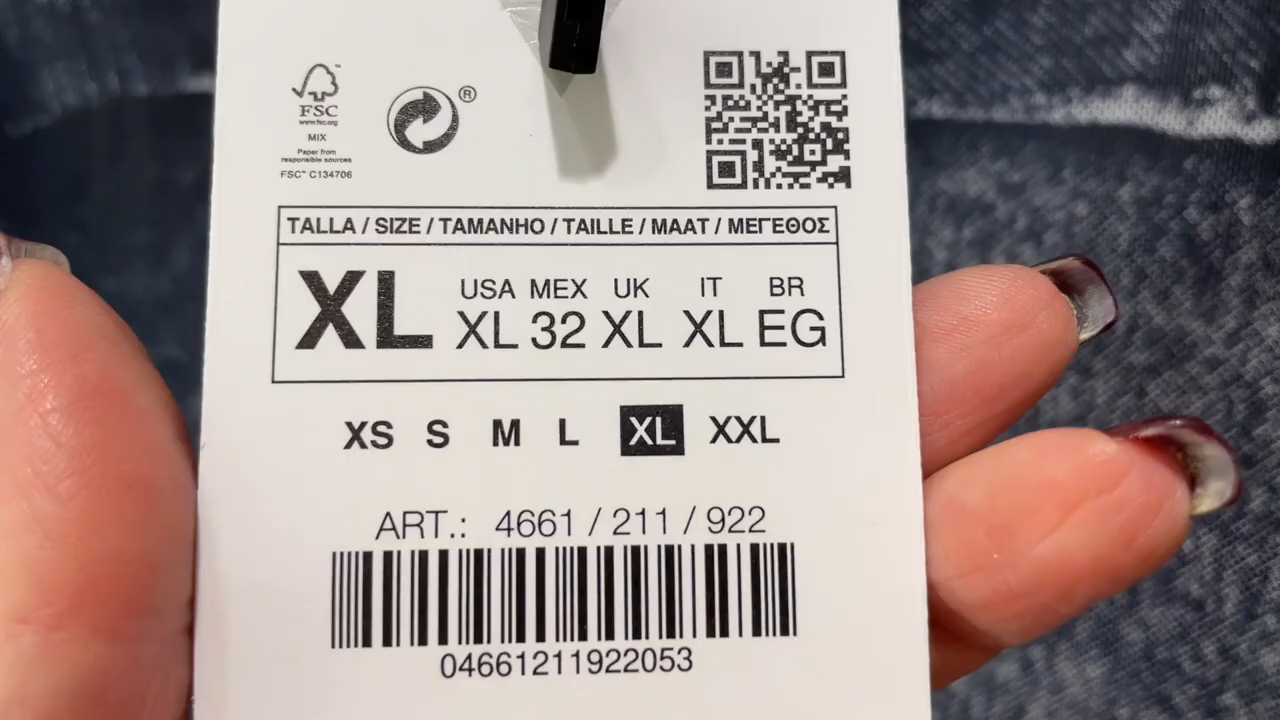 FSC™
www.fsc.org
MIX
Paper from
responsible sources
FSC™ C134706
®
TALLA / SIZE / TAMANHO / TAILLE / MAAT / ΜΕΓΕΘΟΣ
XL
USA MEX UK IT BR
XL 32 XL XL EG
XS S M L XL XXL
ART.: 4661 / 211 / 922
04661211922053